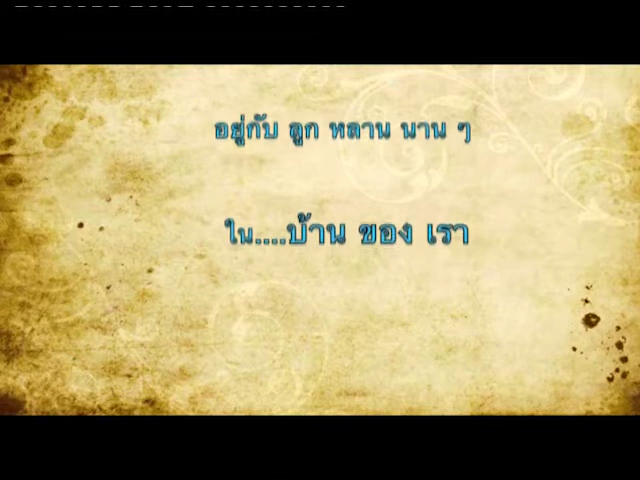 อยู่กับ ลูก หลาน นาน ๆ
ใน....บ้าน ของ เรา